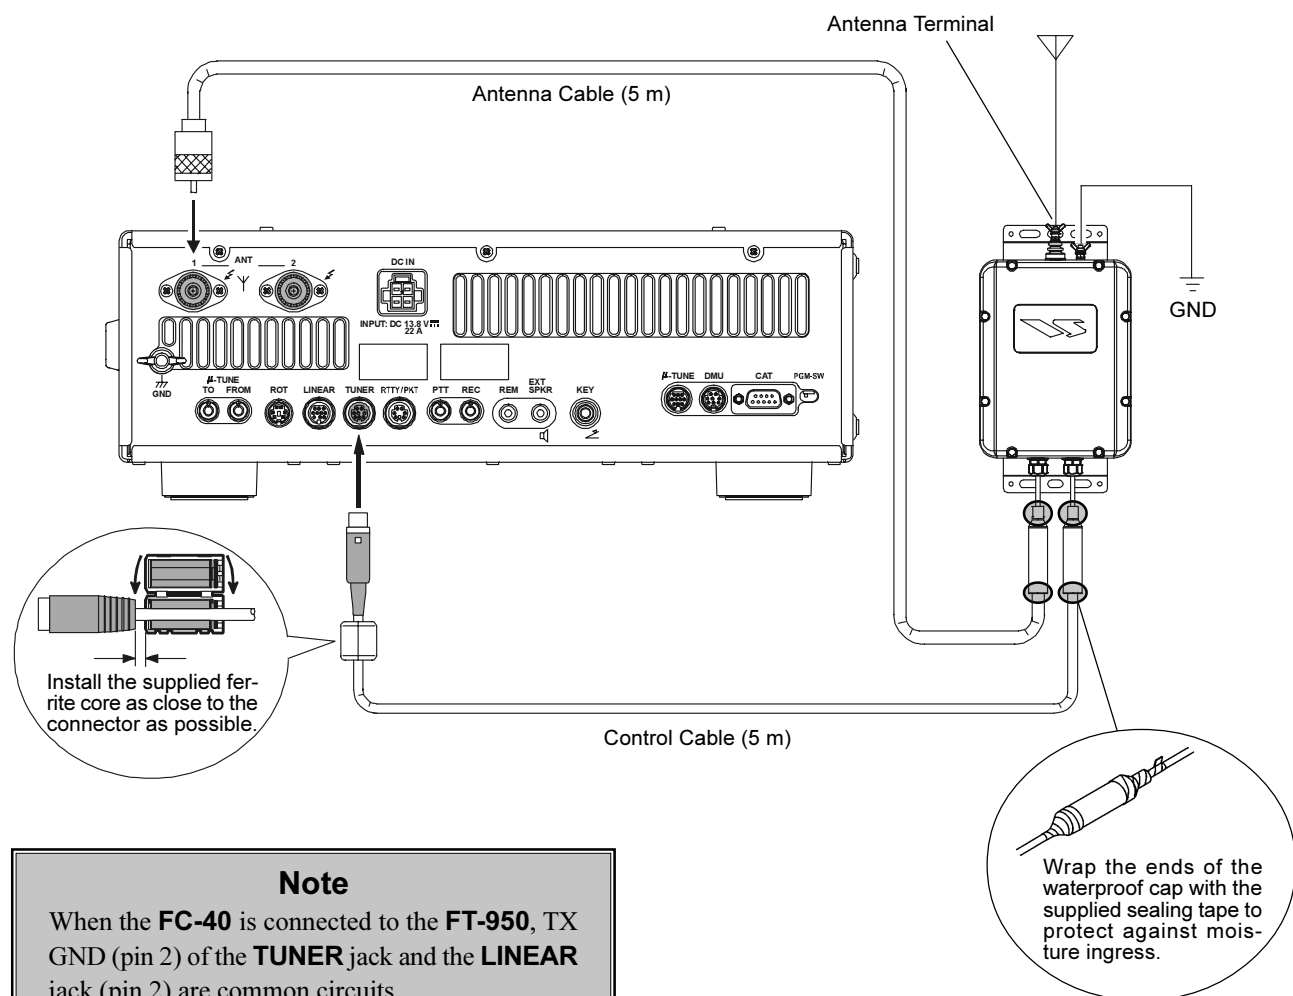 Antenna Terminal
Antenna Cable (5 m)
GND
1 ANT 2
DC IN
INPUT: DC 13.8 V
22 A
GND
µ-TUNE
TO FROM
ROT
LINEAR
TUNER
RTTY/PKT
PTT
REC
REM
EXT
SPKR
KEY
µ-TUNE
DMU
CAT
PGM-SW
Install the supplied fer-
rite core as close to the
connector as possible.
Control Cable (5 m)
Wrap the ends of the
waterproof cap with the
supplied sealing tape to
protect against mois-
ture ingress.
Note
When the FC-40 is connected to the FT-950, TX
GND (pin 2) of the TUNER jack and the LINEAR
jack (pin 2) are common circuits